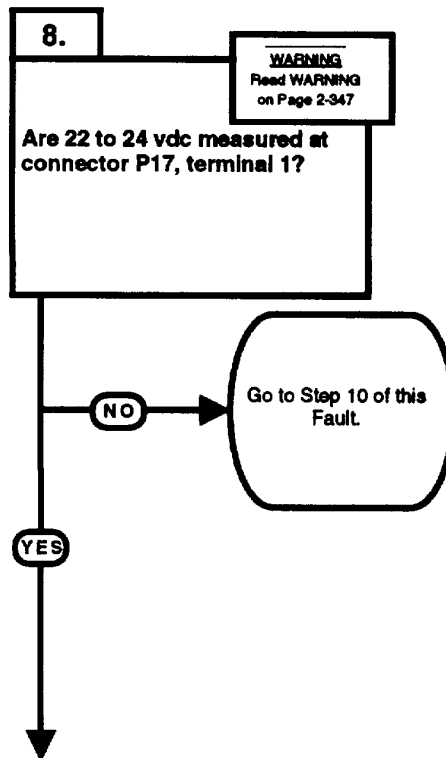 8.
WARNING
Read WARNING
on Page 2-347
Are 22 to 24 vdc measured at
connector P17, terminal 1?
NO
Go to Step 10 of this
Fault.
YES